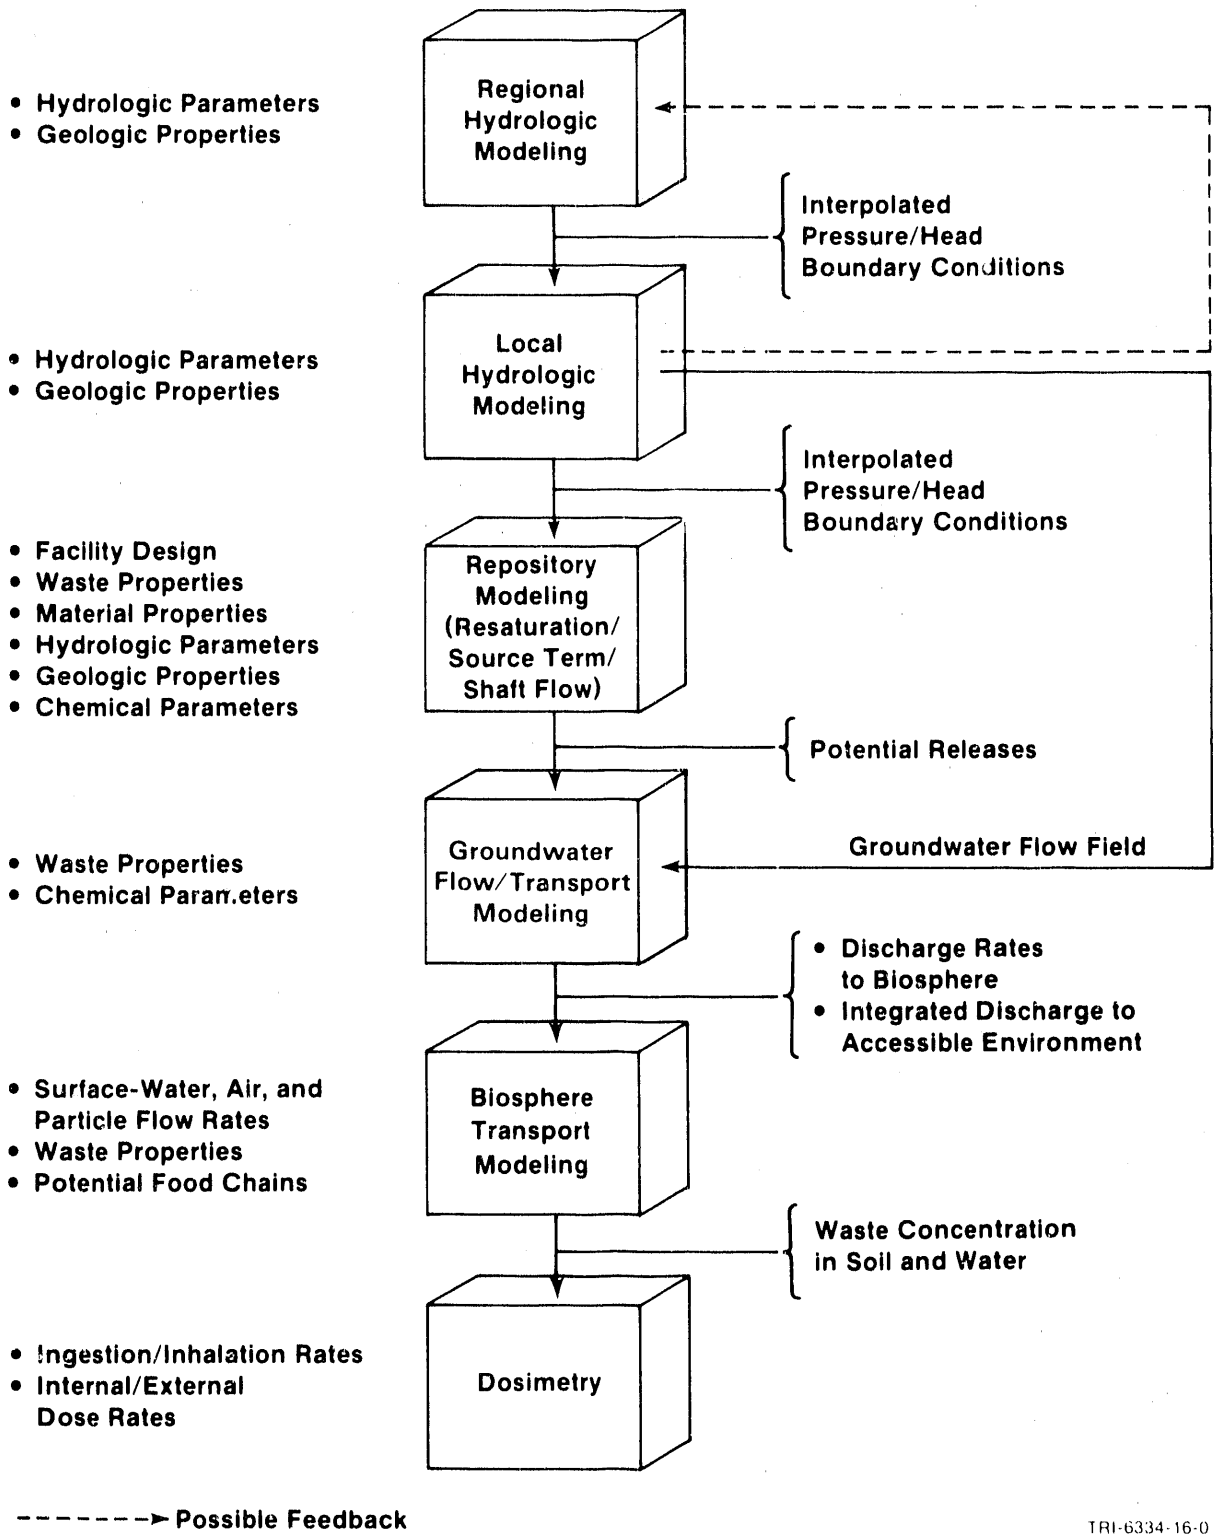 Regional
Hydrologic
Modeling
• Hydrologic Parameters
• Geologic Properties
Interpolated
Pressure/Head
Boundary Conditions
Local
Hydrologic
Modeling
• Hydrologic Parameters
• Geologic Properties
Interpolated
Pressure/Head
Boundary Conditions
Repository
Modeling
(Resaturation/
Source Term/
Shaft Flow)
• Facility Design
• Waste Properties
• Material Properties
• Hydrologic Parameters
• Geologic Properties
• Chemical Parameters
Potential Releases
Groundwater
Flow/Transport
Modeling
• Waste Properties
• Chemical Parameters
Groundwater Flow Field
• Discharge Rates
to Biosphere
• Integrated Discharge to
Accessible Environment
Biosphere
Transport
Modeling
• Surface-Water, Air, and
Particle Flow Rates
• Waste Properties
• Potential Food Chains
Waste Concentration
in Soil and Water
Dosimetry
• Ingestion/Inhalation Rates
• Internal/External
Dose Rates
Possible Feedback
TRI-6334-16-0